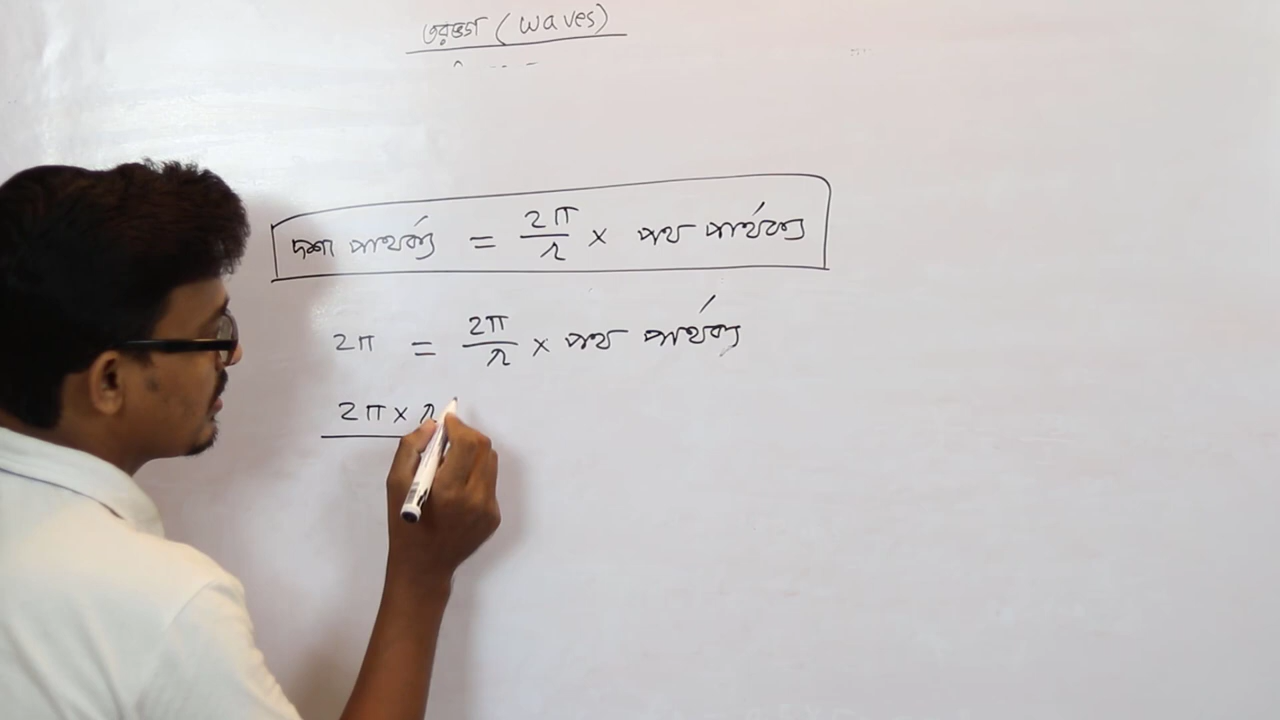 তরঙ্গ (waves)
দশা পার্থক্য = 2π/λ × পথ পার্থক্য
2π = 2π/λ × পথ পার্থক্য
2π × λ